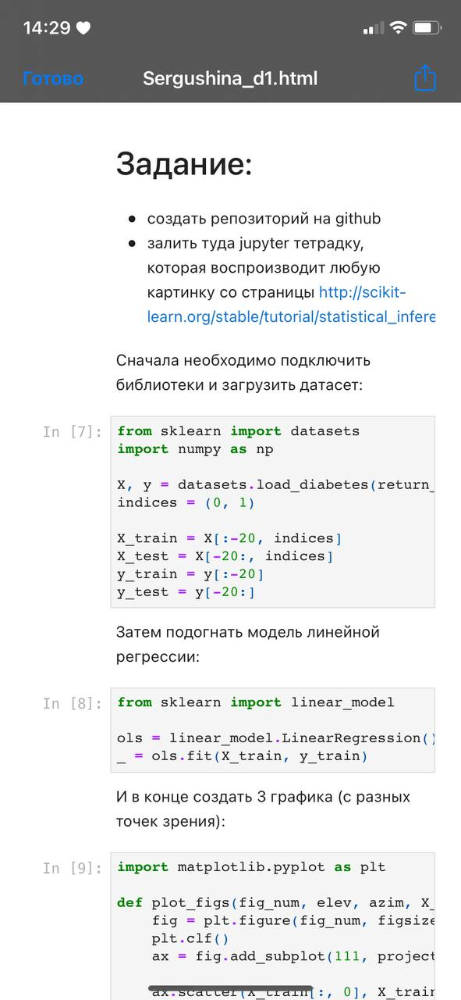 14:29
Готово
Sergushina_d1.html
Задание:
создать репозиторий на github
залить туда jupyter тетрадку,
которая воспроизводит любую
картинку со страницы http://scikit-
learn.org/stable/tutorial/statistical_infere
Сначала необходимо подключить
библиотеки и загрузить датасет:
In [7]:
from sklearn import datasets
import numpy as np
X, y = datasets.load_diabetes(return_
indices = (0, 1)
X_train = X[:-20, indices]
X_test = X[-20:, indices]
y_train = y[:-20]
y_test = y[-20:]
Затем подогнать модель линейной
регрессии:
In [8]:
from sklearn import linear_model
ols = linear_model.LinearRegression()
_ = ols.fit(X_train, y_train)
И в конце создать 3 графика (с разных
точек зрения):
In [9]:
import matplotlib.pyplot as plt
def plot_figs(fig_num, elev, azim, X_
fig = plt.figure(fig_num, figsize
plt.clf()
ax = fig.add_subplot(111, project
ax.scatter(X_train[:, 0], X_train